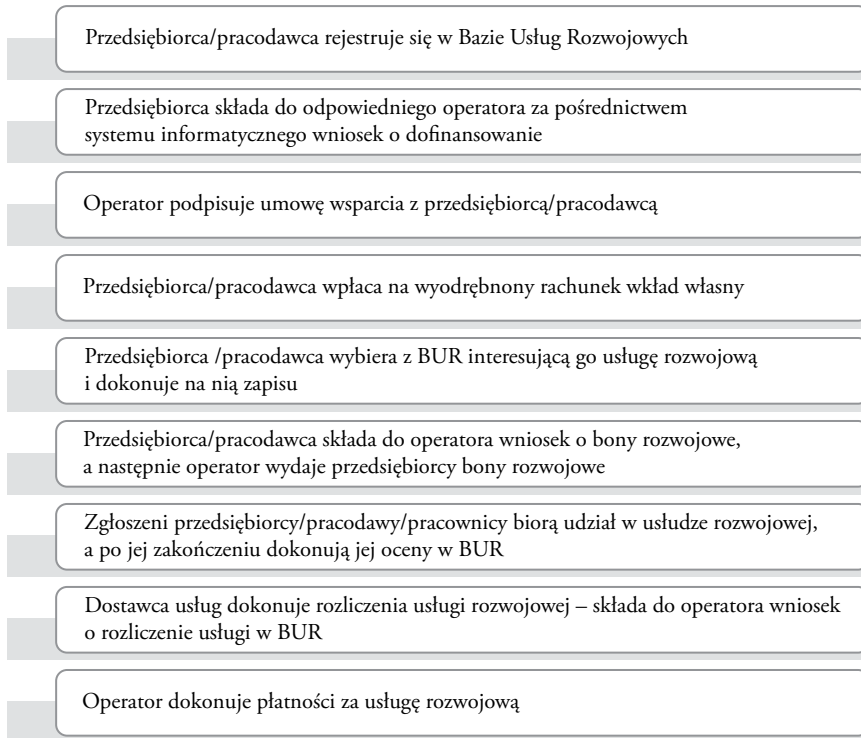 Przedsiębiorca/pracodawca rejestruje się w Bazie Usług Rozwojowych
Przedsiębiorca składa do odpowiedniego operatora za pośrednictwem
systemu informatycznego wniosek o dofinansowanie
Operator podpisuje umowę wsparcia z przedsiębiorcą/pracodawcą
Przedsiębiorca/pracodawca wpłaca na wyodrębnony rachunek wkład własny
Przedsiębiorca /pracodawca wybiera z BUR interesującą go usługę rozwojową
i dokonuje na nią zapisu
Przedsiębiorca/pracodawca składa do operatora wniosek o bony rozwojowe,
a następnie operator wydaje przedsiębiorcy bony rozwojowe
Zgłoszeni przedsiębiorcy/pracodawy/pracownicy biorą udział w usłudze rozwojowej,
a po jej zakończeniu dokonują jej oceny w BUR
Dostawca usług dokonuje rozliczenia usługi rozwojowej – składa do operatora wniosek
o rozliczenie usługi w BUR
Operator dokonuje płatności za usługę rozwojową